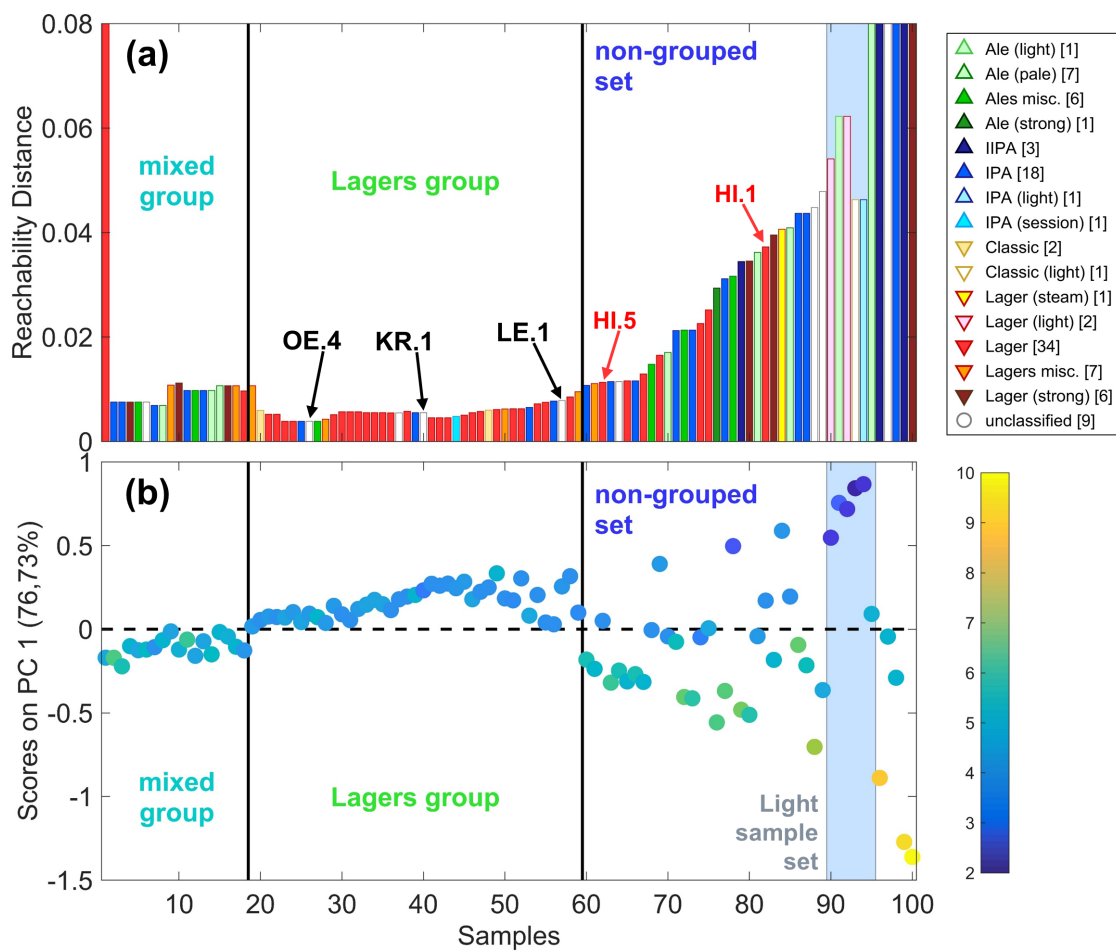 (a)
0.08
0.06
0.04
0.02
0
Reachability Distance
mixed
group
Lagers group
non-grouped
set
OE.4
KR.1
LE.1
HI.5
HI.1
Ale (light) [1]
Ale (pale) [7]
Ales misc. [6]
Ale (strong) [1]
IIPA [3]
IPA [18]
IPA (light) [1]
IPA (session) [1]
Classic [2]
Classic (light) [1]
Lager (steam) [1]
Lager (light) [2]
Lager [34]
Lagers misc. [7]
Lager (strong) [6]
unclassified [9]
(b)
1
0.5
0
-0.5
-1
-1.5
Scores on PC 1 (76,73%)
non-grouped
set
mixed
group
Lagers group
Light
sample
set
10 20 30 40 50 60 70 80 90 100
Samples
10
9
8
7
6
5
4
3
2